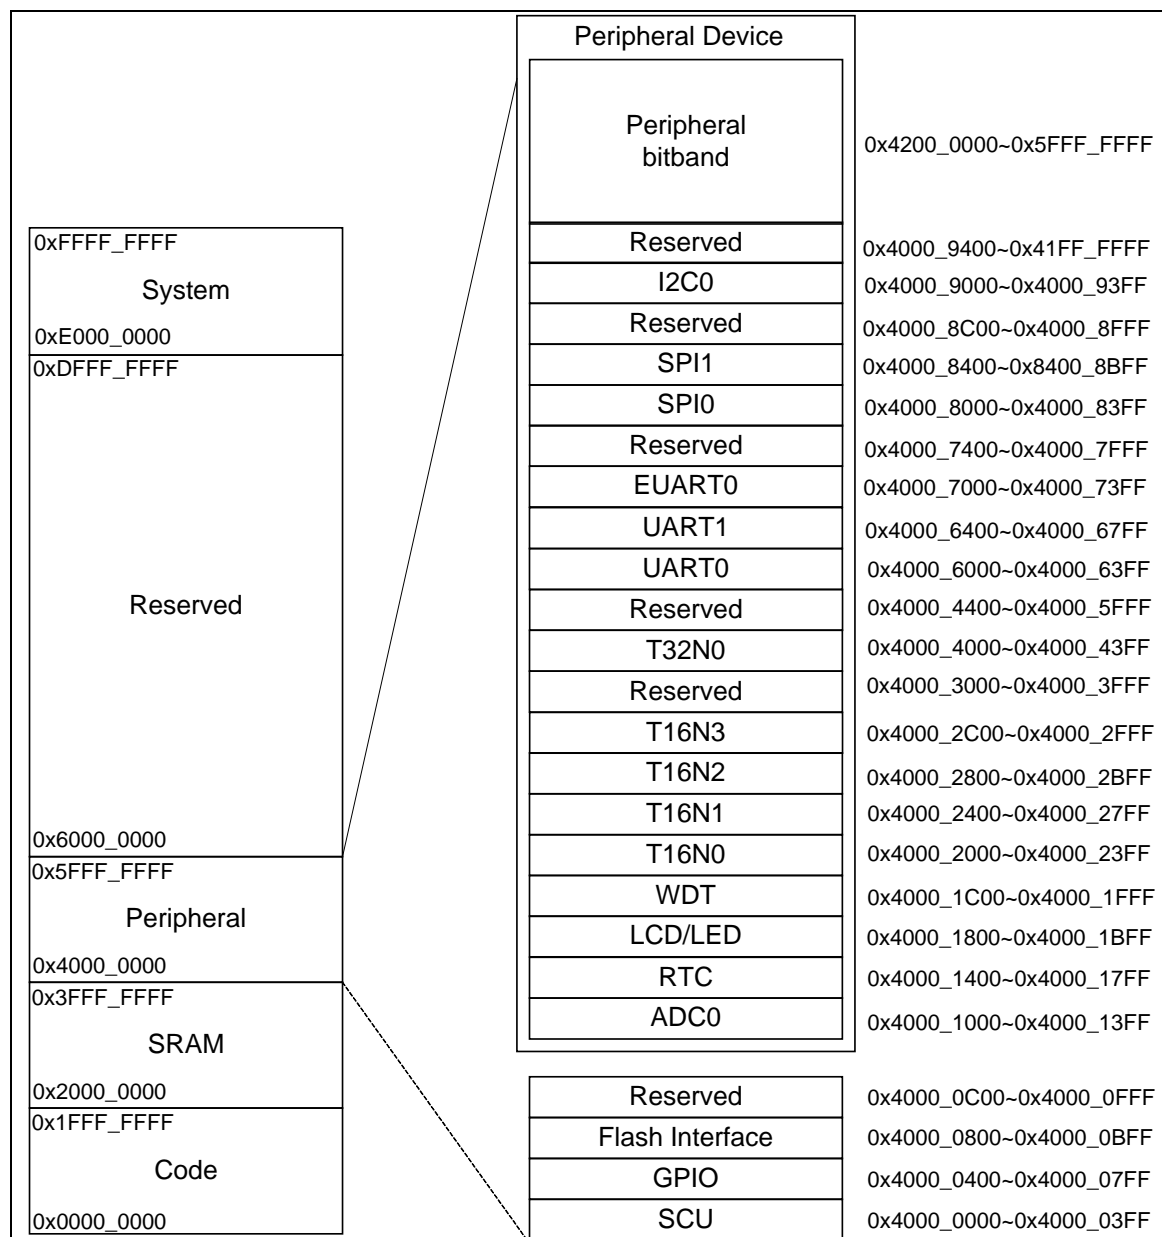 Peripheral Device
Peripheral
bitband
0x4200_0000~0x5FFF_FFFF
Reserved
0x4000_9400~0x41FF_FFFF
I2C0
0x4000_9000~0x4000_93FF
Reserved
0x4000_8C00~0x4000_8FFF
SPI1
0x4000_8400~0x8400_8BFF
SPI0
0x4000_8000~0x4000_83FF
Reserved
0x4000_7400~0x4000_7FFF
EUART0
0x4000_7000~0x4000_73FF
UART1
0x4000_6400~0x4000_67FF
UART0
0x4000_6000~0x4000_63FF
Reserved
0x4000_4400~0x4000_5FFF
T32N0
0x4000_4000~0x4000_43FF
Reserved
0x4000_3000~0x4000_3FFF
T16N3
0x4000_2C00~0x4000_2FFF
T16N2
0x4000_2800~0x4000_2BFF
T16N1
0x4000_2400~0x4000_27FF
T16N0
0x4000_2000~0x4000_23FF
WDT
0x4000_1C00~0x4000_1FFF
LCD/LED
0x4000_1800~0x4000_1BFF
RTC
0x4000_1400~0x4000_17FF
ADC0
0x4000_1000~0x4000_13FF
Reserved
0x4000_0C00~0x4000_0FFF
Flash Interface
0x4000_0800~0x4000_0BFF
GPIO
0x4000_0400~0x4000_07FF
SCU
0x4000_0000~0x4000_03FF
0xFFFF_FFFF
System
0xE000_0000
0xDFFF_FFFF
Reserved
0x6000_0000
0x5FFF_FFFF
Peripheral
0x4000_0000
0x3FFF_FFFF
SRAM
0x2000_0000
0x1FFF_FFFF
Code
0x0000_0000